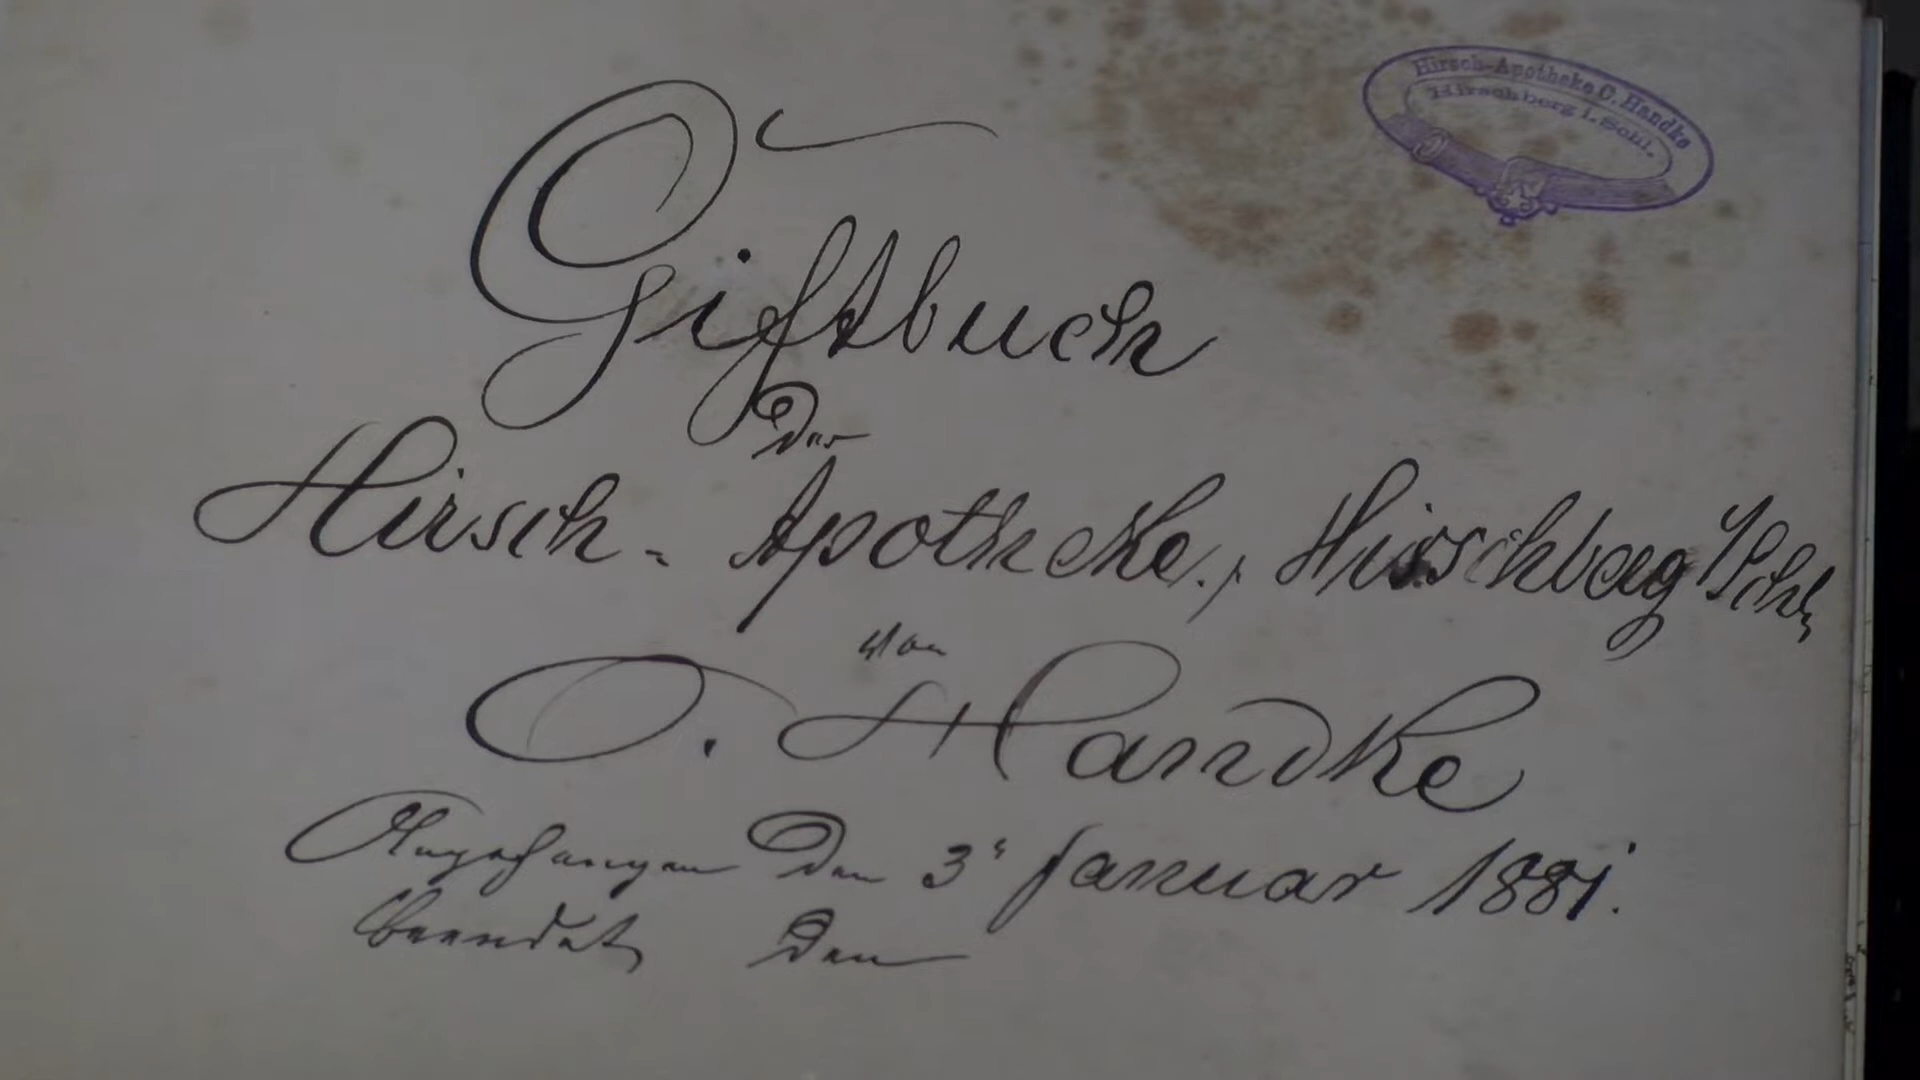 Hirsch-Apotheke C. Handke
Hirschberg i. Schl.
Giftbuch
der
Hirsch-Apotheke, Hirschberg i/Schl.
von
C. Handke
Angefangen den 3t Januar 1881.
Beendet den